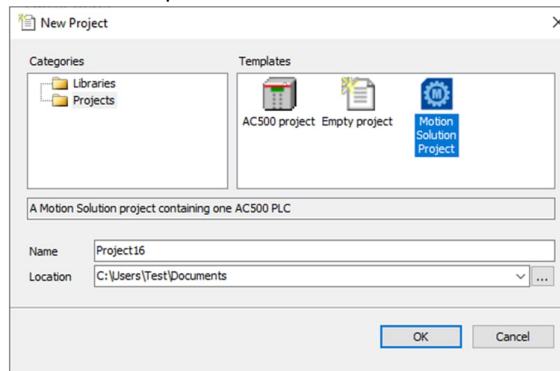 New Project
Categories
Templates
Libraries
Projects
AC500 project
Empty project
Motion
Solution
Project
A Motion Solution project containing one AC500 PLC
Name
Project16
Location
C:\Users\Test\Documents
...
OK
Cancel